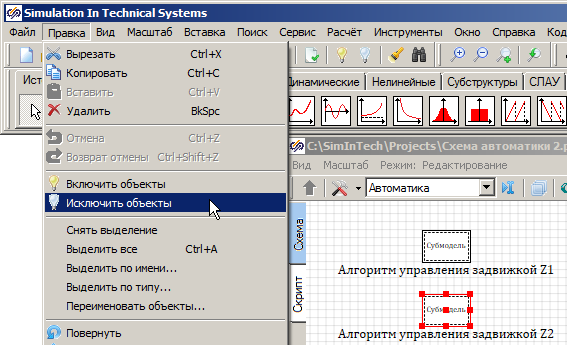 Simulation In Technical Systems
Файл Правка Вид Масштаб Вставка Поиск Сервис Расчёт Инструменты Окно Справка
Вырезать Ctrl+X
Копировать Ctrl+C
Вставить Ctrl+V
Удалить BkSpc
Отмена Ctrl+Z
Возврат отмены Ctrl+Shift+Z
Включить объекты
Исключить объекты
Снять выделение
Выделить все Ctrl+A
Выделить по имени...
Выделить по типу...
Переименовать объекты...
Повернуть
Динамические Нелинейные Субструктуры СПАУ
C:\SimInTech\Projects\Схема автоматики 2.p
Вид Масштаб Режим: Редактирование
Автоматика
Схема
Скрипт
Субмодель
Алгоритм управления задвижкой Z1
Субмодель
Алгоритм управления задвижкой Z2